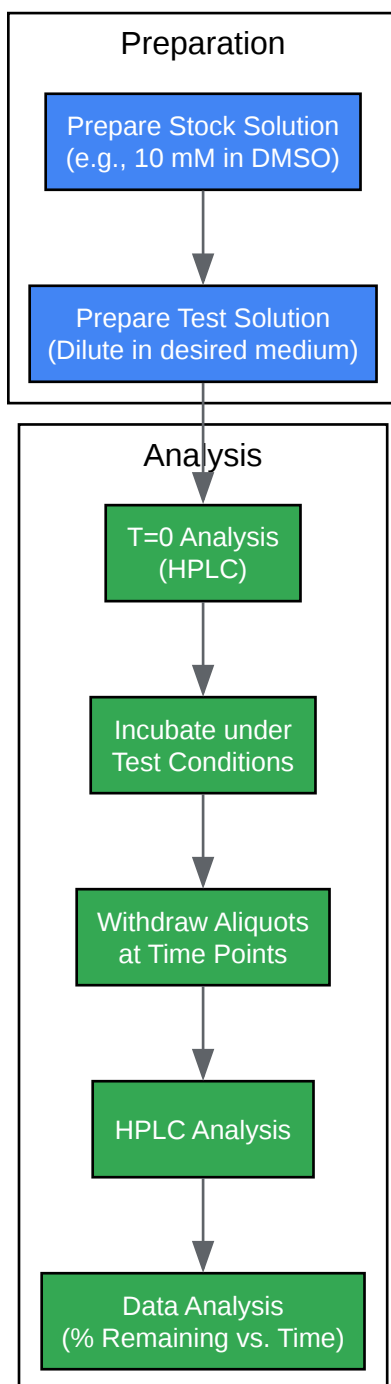 Preparation
Prepare Stock Solution
(e.g., 10 mM in DMSO)
Prepare Test Solution
(Dilute in desired medium)
Analysis
T=0 Analysis
(HPLC)
Incubate under
Test Conditions
Withdraw Aliquots
at Time Points
HPLC Analysis
Data Analysis
(% Remaining vs. Time)